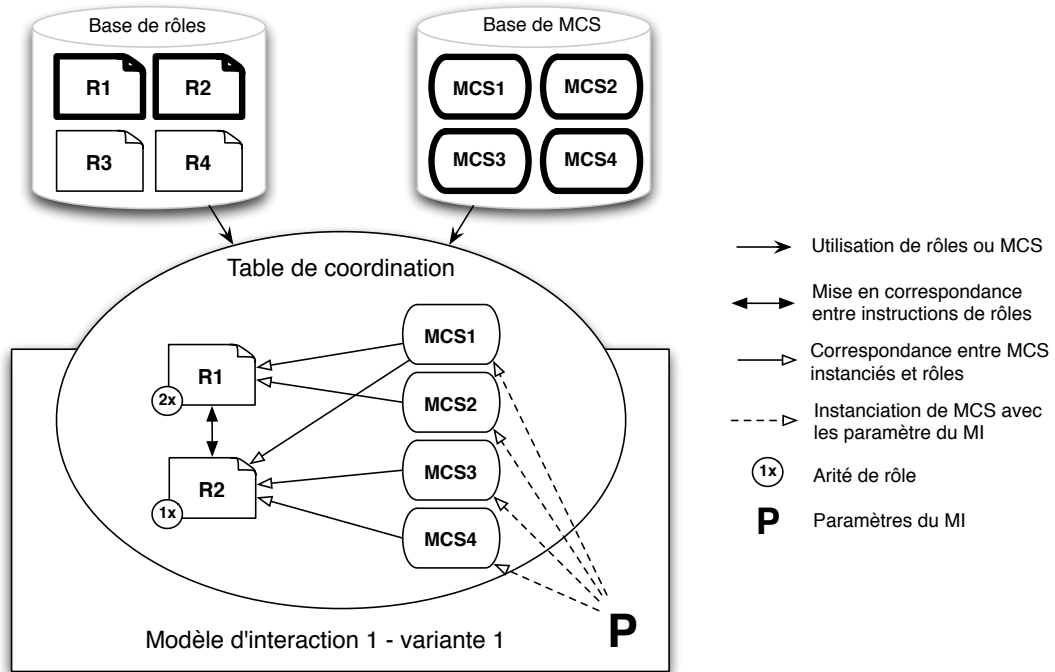 Base de rôles
R1
R2
R3
R4
Base de MCS
MCS1
MCS2
MCS3
MCS4
Table de coordination
R1
2x
R2
1x
MCS1
MCS2
MCS3
MCS4
P
Modèle d'interaction 1 - variante 1
Utilisation de rôles ou MCS
Mise en correspondance
entre instructions de rôles
Correspondance entre MCS
instanciés et rôles
Instanciation de MCS avec
les paramètre du MI
1x
Arité de rôle
P
Paramètres du MI